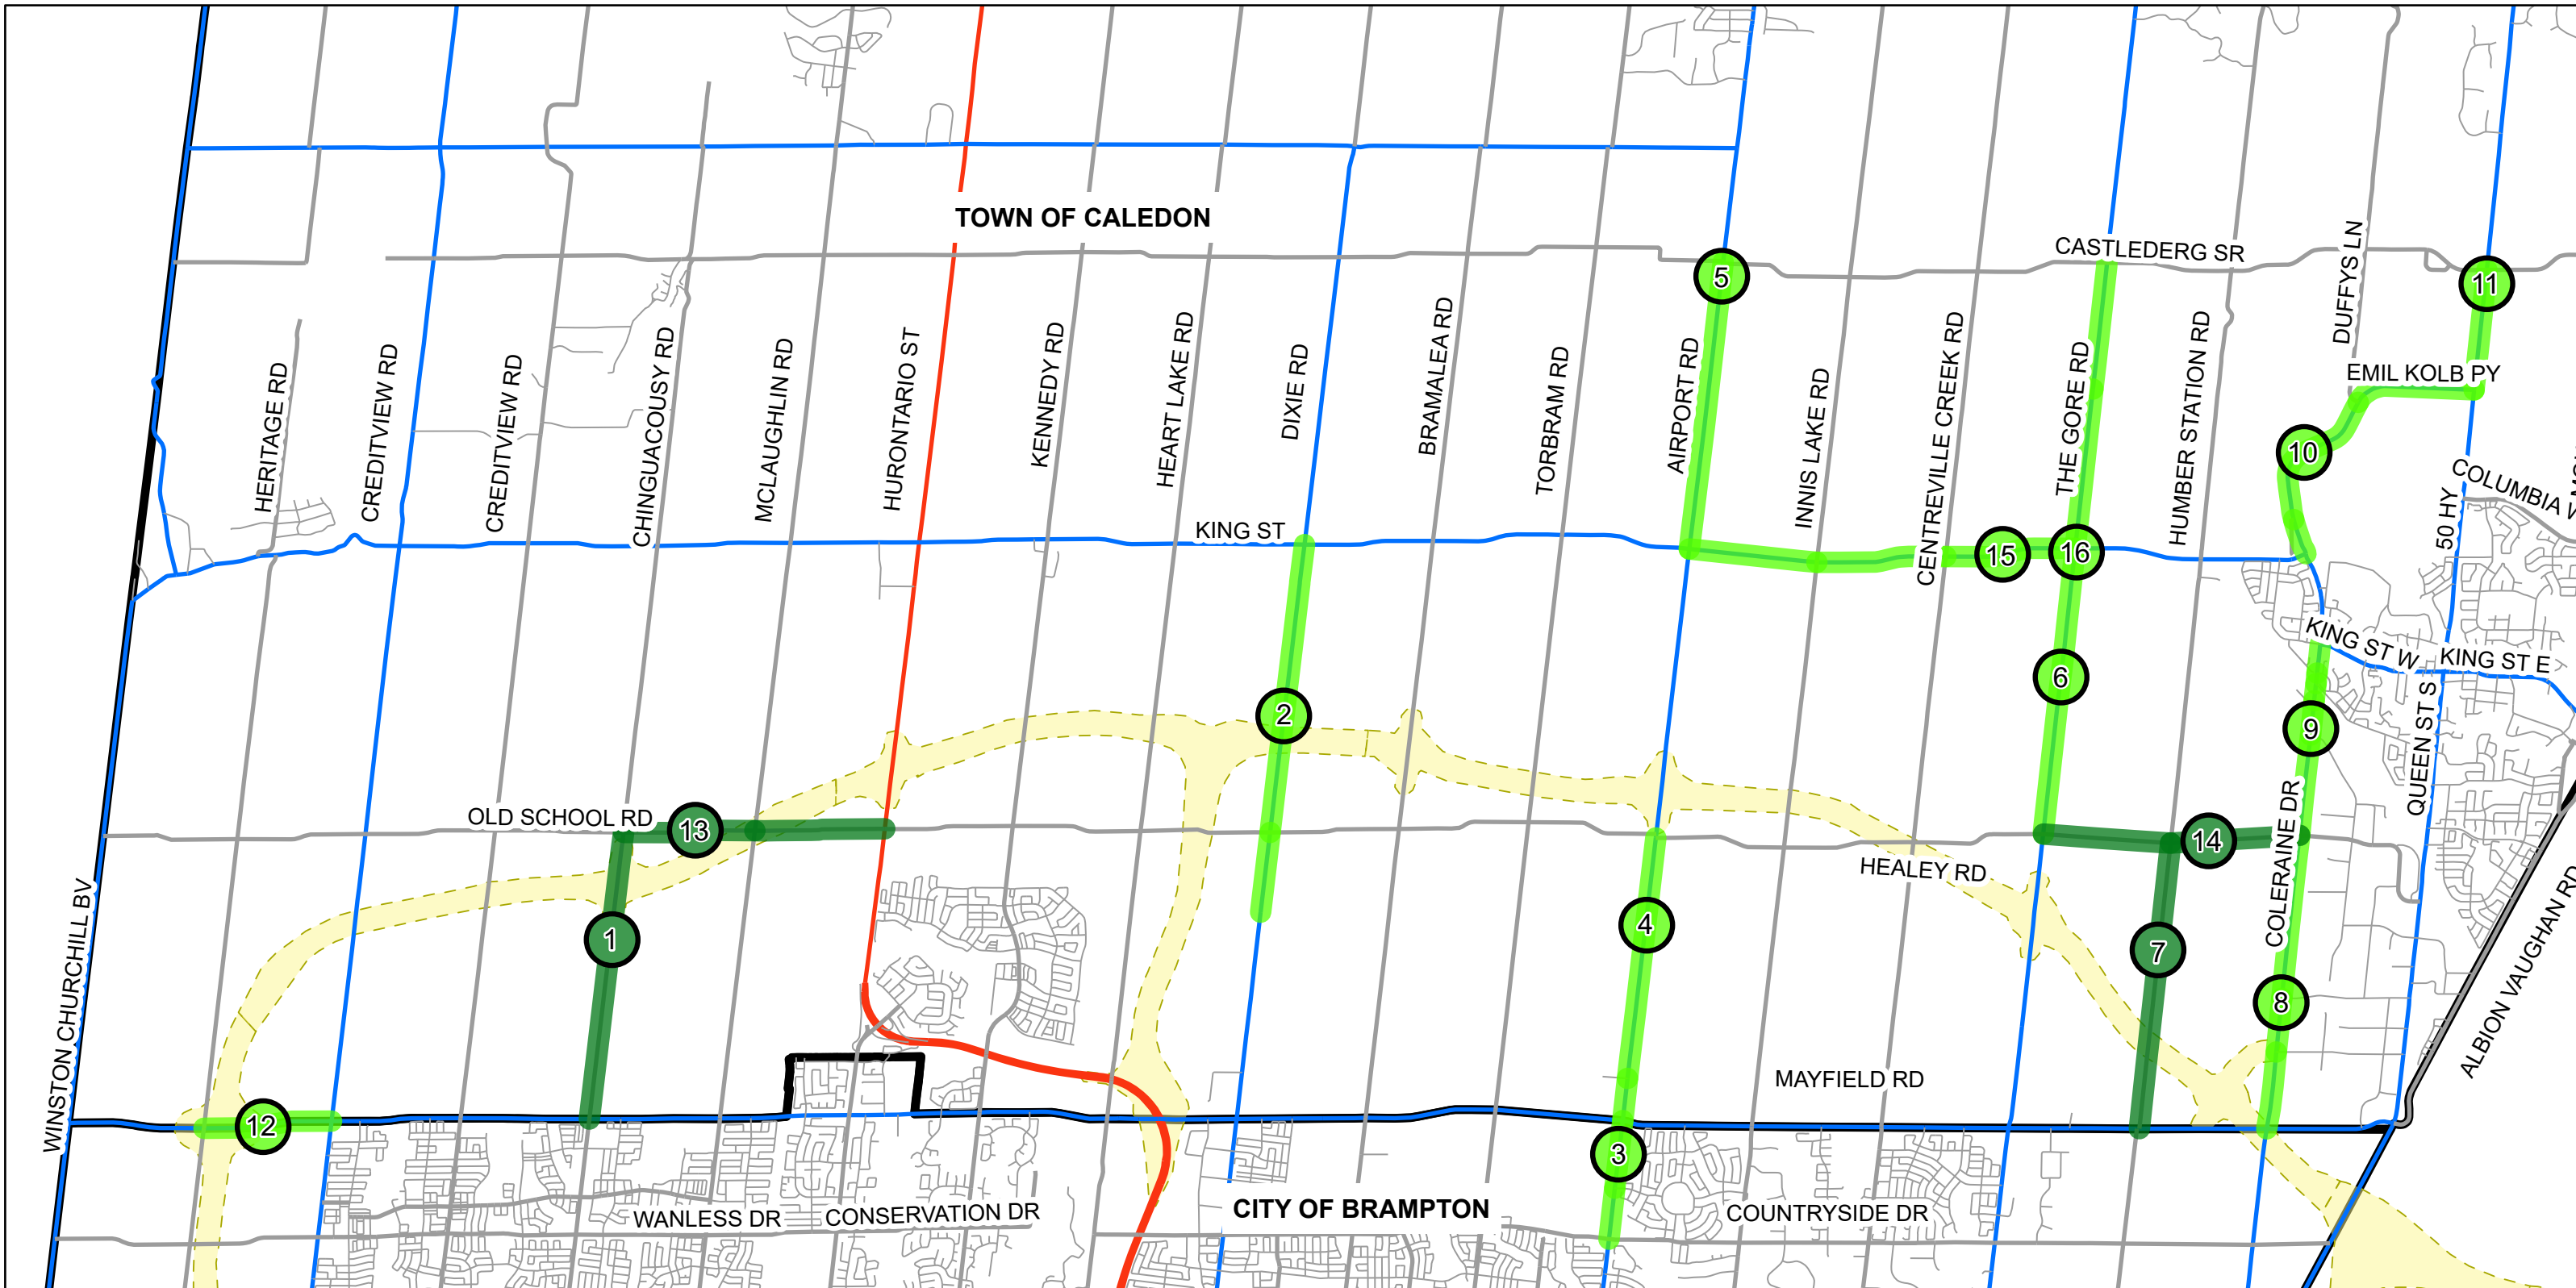 TOWN OF CALEDON
CASTLEDERG SR
DUFFYS LN
5
11
HERITAGE RD
CREDITVIEW RD
CREDITVIEW RD
CHINGUACOUSY RD
MCLAUGHLIN RD
HURONTARIO ST
KENNEDY RD
HEART LAKE RD
DIXIE RD
BRAMALEA RD
TORBRAM RD
AIRPORT RD
INNIS LAKE RD
CENTREVILLE CREEK RD
THE GORE RD
HUMBER STATION RD
EMIL KOLB PY
10
COLUMBIA
50 HY
KING ST
15
16
KING ST W
KING ST E
6
2
9
QUEEN ST S
OLD SCHOOL RD
13
14
COLERAINE DR
HEALEY RD
ALBION VAUGHAN RD
WINSTON CHURCHILL BV
1
4
7
8
MAYFIELD RD
12
3
CITY OF BRAMPTON
WANLESS DR
CONSERVATION DR
COUNTRYSIDE DR